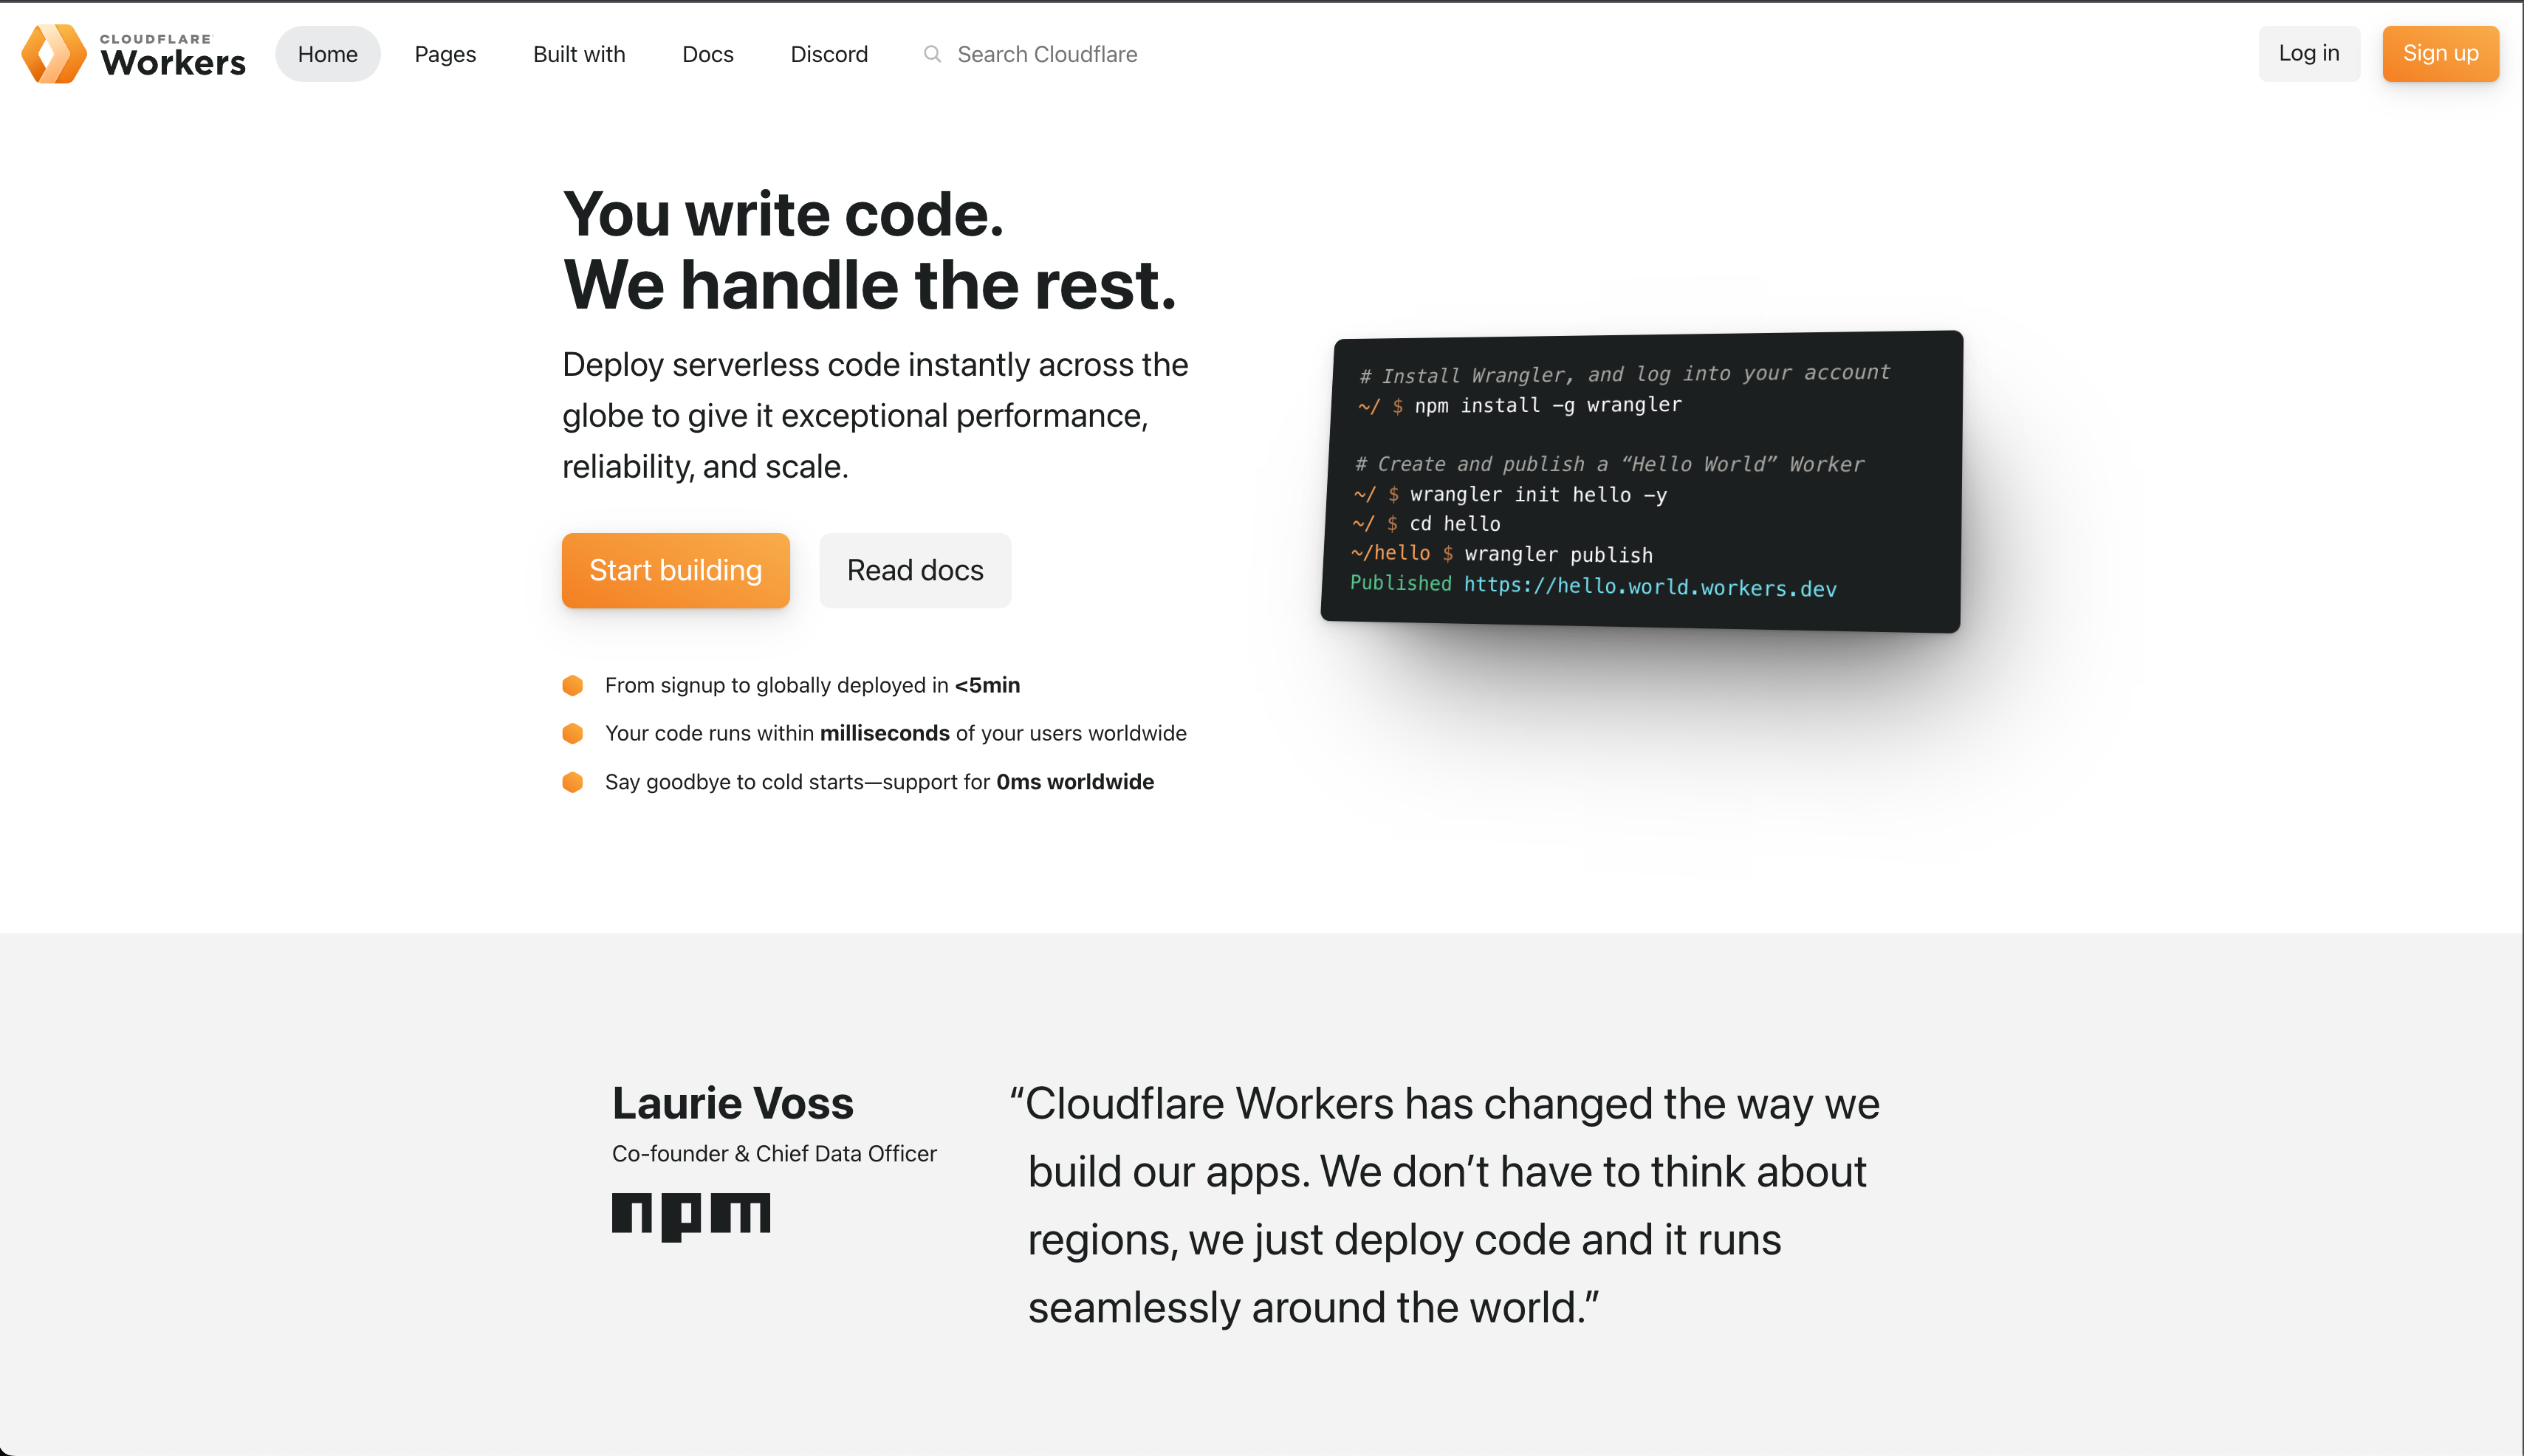 CLOUDFLARE
Workers
Home
Pages
Built with
Docs
Discord
Search Cloudflare
Log in
Sign up
You write code.
We handle the rest.
Deploy serverless code instantly across the
globe to give it exceptional performance,
reliability, and scale.
Start building
Read docs
From signup to globally deployed in <5min
Your code runs within milliseconds of your users worldwide
Say goodbye to cold starts—support for 0ms worldwide
# Install Wrangler, and log into your account
~/ $ npm install -g wrangler
# Create and publish a “Hello World” Worker
~/ $ wrangler init hello -y
~/ $ cd hello
~/hello $ wrangler publish
Published https://hello.world.workers.dev
Laurie Voss
Co-founder & Chief Data Officer
npm
“Cloudflare Workers has changed the way we
build our apps. We don’t have to think about
regions, we just deploy code and it runs
seamlessly around the world.”